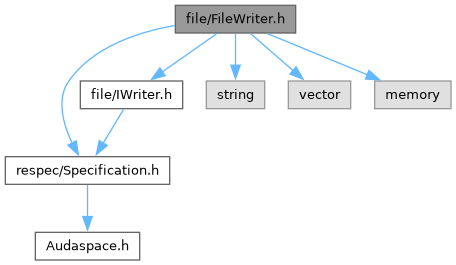 file/FileWriter.h
file/IWriter.h
string
vector
memory
respec/Specification.h
Audaspace.h